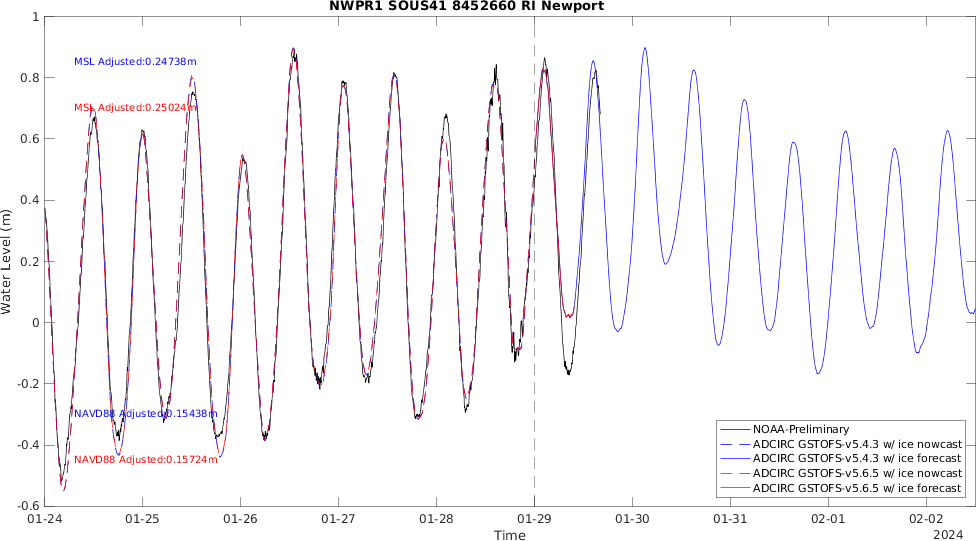 NWPR1 SOUS41 8452660 RI Newport
1
0.8
0.6
0.4
0.2
0
-0.2
-0.4
-0.6
Water Level (m)
MSL Adjusted:0.24738m
MSL Adjusted:0.25024m
NAVD88 Adjusted:0.15438m
NAVD88 Adjusted:0.15724m
NOAA-Preliminary
ADCIRC GSTOFS-v5.4.3 w/ ice nowcast
ADCIRC GSTOFS-v5.4.3 w/ ice forecast
ADCIRC GSTOFS-v5.6.5 w/ ice nowcast
ADCIRC GSTOFS-v5.6.5 w/ ice forecast
01-24 01-25 01-26 01-27 01-28 01-29 01-30 01-31 02-01 02-02
Time
2024